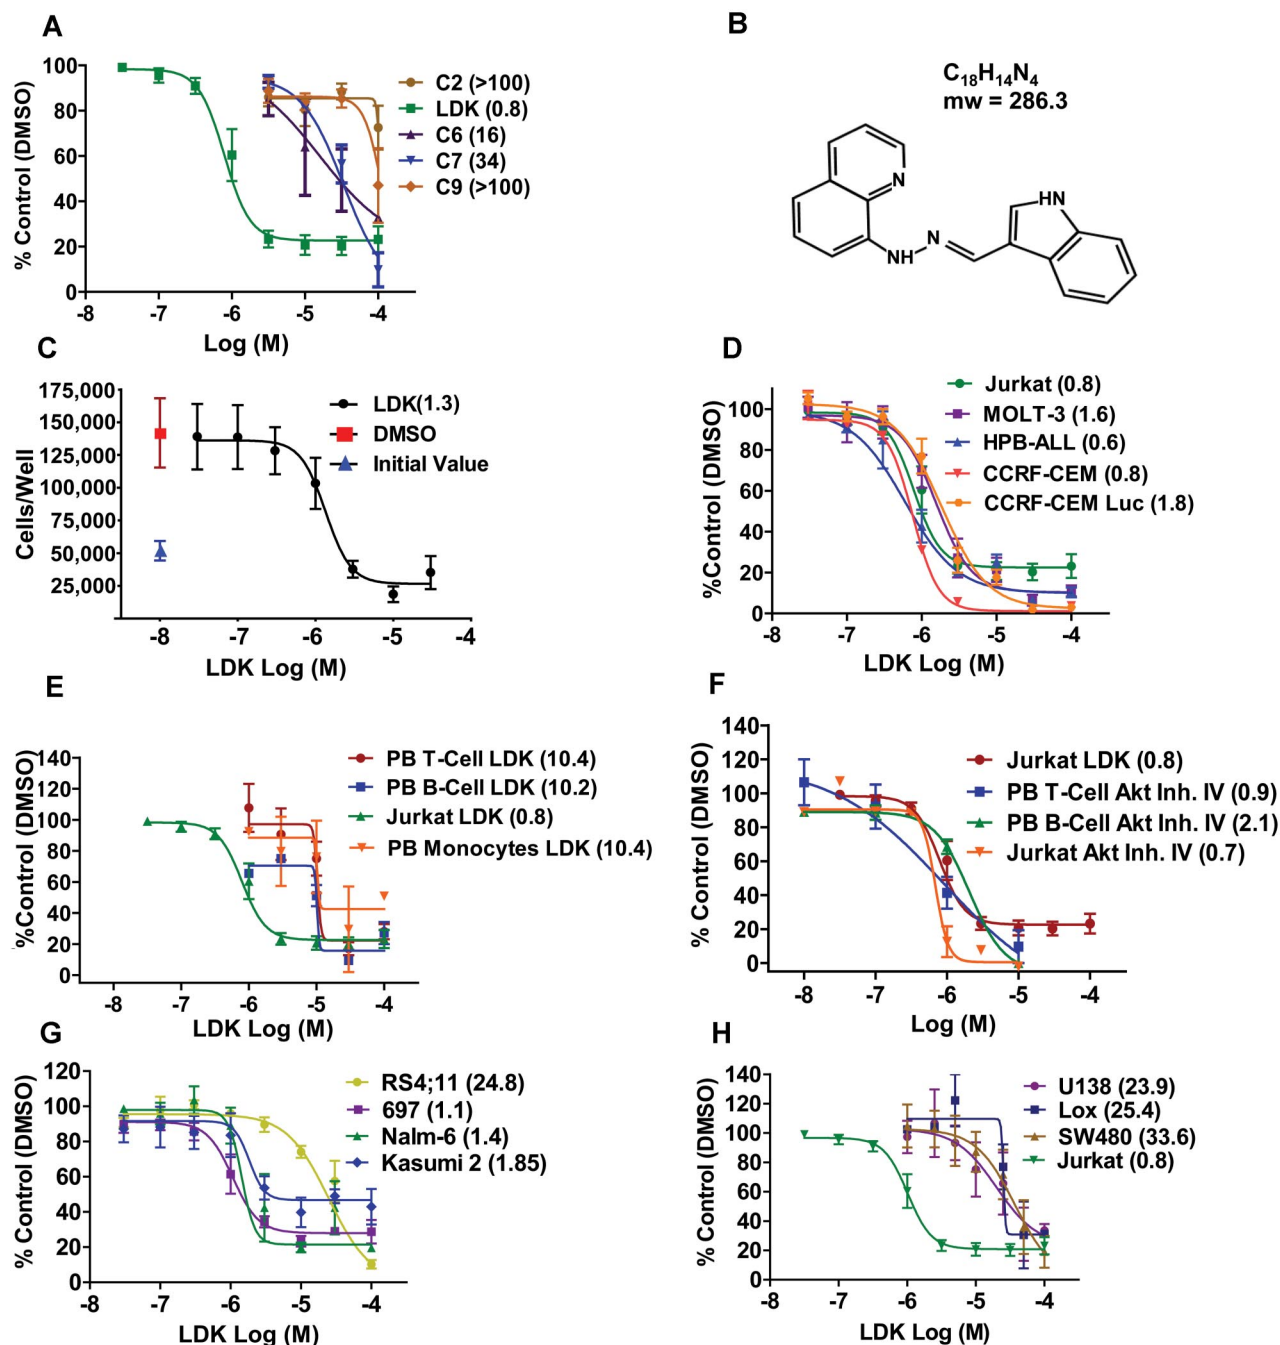 A
% Control (DMSO)
100
80
60
40
20
0
-8 -7 -6 -5 -4
Log (M)
C2 (>100)
LDK (0.8)
C6 (16)
C7 (34)
C9 (>100)
B
C18H14N4
mw = 286.3
N
HN
N
NH
C
Cells/Well
175,000
150,000
125,000
100,000
75,000
50,000
25,000
-8 -7 -6 -5 -4
LDK Log (M)
LDK(1.3)
DMSO
Initial Value
D
%Control (DMSO)
100
80
60
40
20
0
-8 -7 -6 -5 -4
LDK Log (M)
Jurkat (0.8)
MOLT-3 (1.6)
HPB-ALL (0.6)
CCRF-CEM (0.8)
CCRF-CEM Luc (1.8)
E
%Control (DMSO)
140
120
100
80
60
40
20
0
-8 -7 -6 -5 -4
LDK Log (M)
PB T-Cell LDK (10.4)
PB B-Cell LDK (10.2)
Jurkat LDK (0.8)
PB Monocytes LDK (10.4)
F
% Control (DMSO)
140
120
100
80
60
40
20
0
-8 -7 -6 -5 -4
Log (M)
Jurkat LDK (0.8)
PB T-Cell Akt Inh. IV (0.9)
PB B-Cell Akt Inh. IV (2.1)
Jurkat Akt Inh. IV (0.7)
G
% Control (DMSO)
120
100
80
60
40
20
0
-8 -7 -6 -5 -4
LDK Log (M)
RS4;11 (24.8)
697 (1.1)
Nalm-6 (1.4)
Kasumi 2 (1.85)
H
% Control (DMSO)
140
120
100
80
60
40
20
0
-8 -7 -6 -5 -4
LDK Log (M)
U138 (23.9)
Lox (25.4)
SW480 (33.6)
Jurkat (0.8)